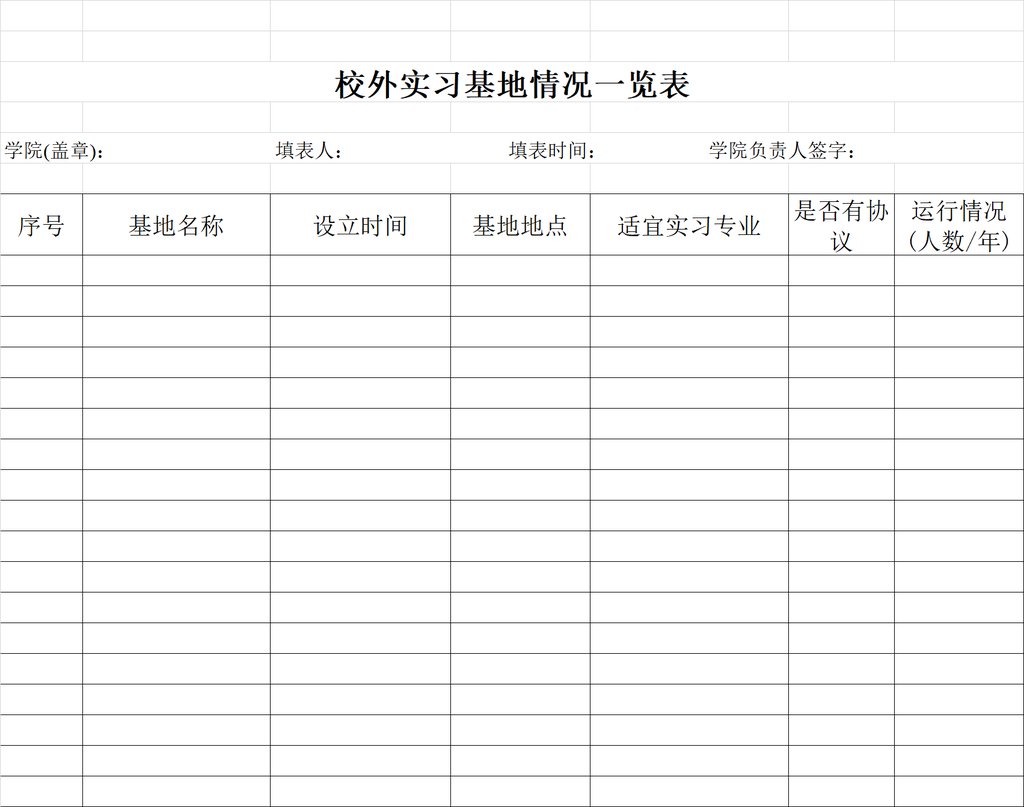 校外实习基地情况一览表
学院(盖章)： 填表人： 填表时间： 学院负责人签字：
序号 基地名称 设立时间 基地地点 适宜实习专业 是否有协议 运行情况(人数/年)